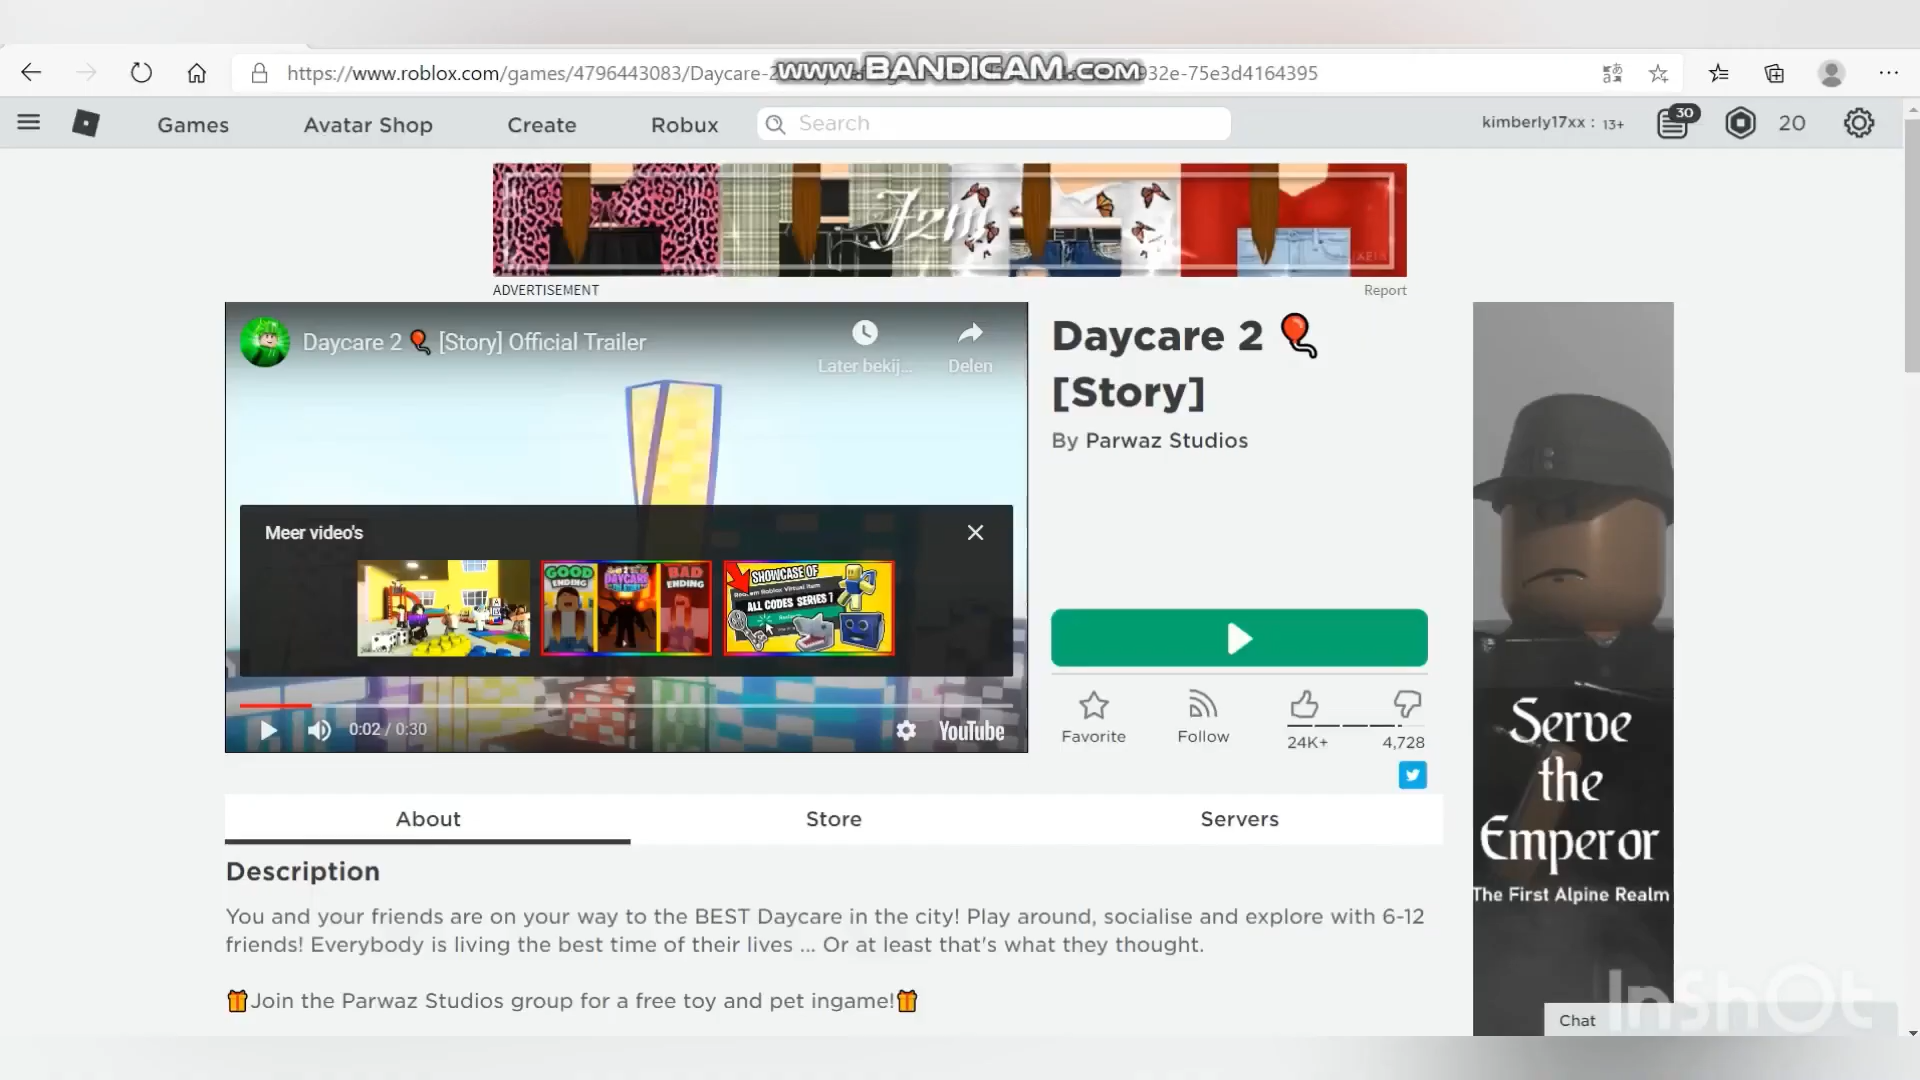 www.BANDICAM.com
https://www.roblox.com/games/4796443083/Daycare-2
932e-75e3d4164395
Games
Avatar Shop
Create
Robux
Search
kimberly17xx : 13+
30
20
J2M
ADVERTISEMENT
Report
Daycare 2 🎈 [Story] Official Trailer
Later bekij...
Delen
Daycare 2 🎈
[Story]
By Parwaz Studios
Meer video's
GOOD
ENDING
DAYCARE
BAD
ENDING
SHOWCASE OF
ALL CODES SERIES 1
0:02 / 0:30
YouTube
Favorite
Follow
24K+
4,728
About
Store
Servers
Description
You and your friends are on your way to the BEST Daycare in the city! Play around, socialise and explore with 6-12
friends! Everybody is living the best time of their lives ... Or at least that's what they thought.
🎁Join the Parwaz Studios group for a free toy and pet ingame!🎁
Serve
the
Emperor
The First Alpine Realm
Chat
InShOt